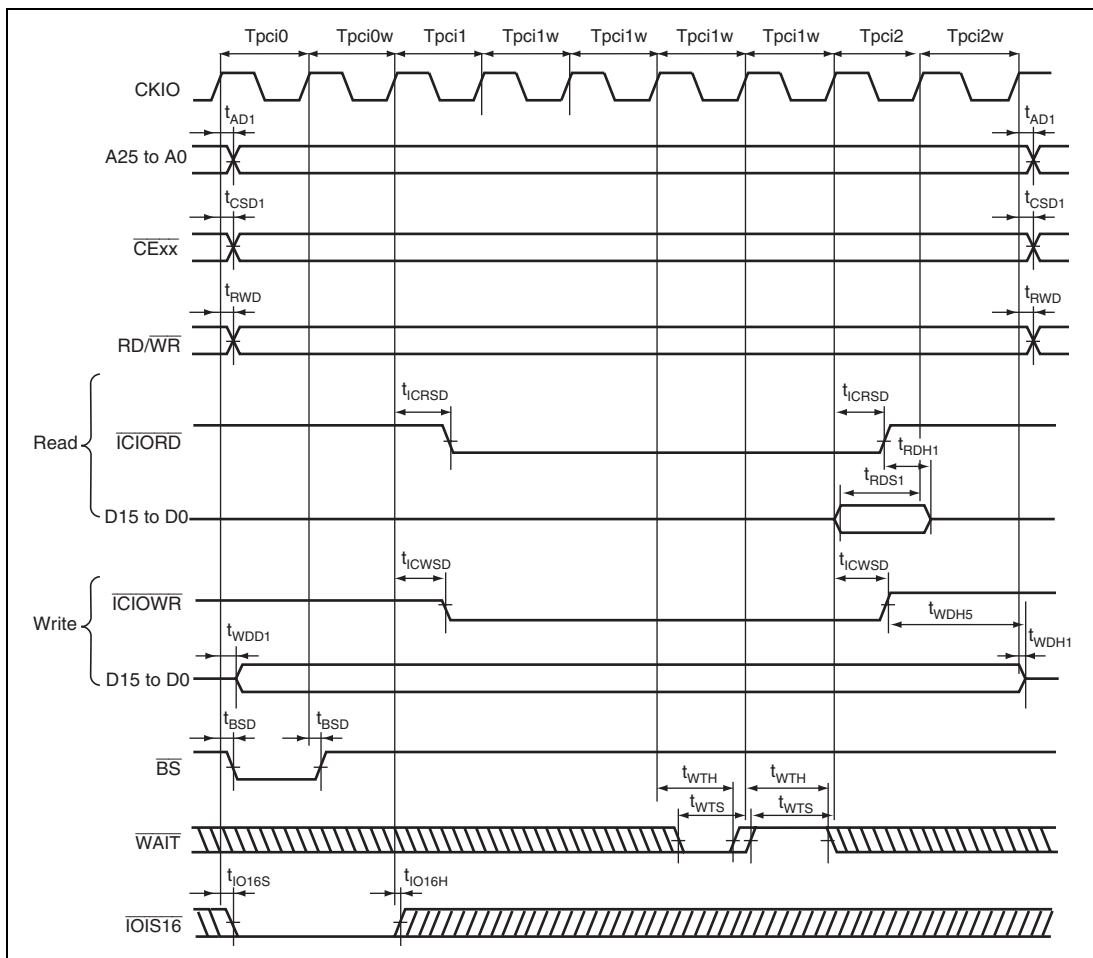 Tpci0 Tpci0w Tpci1 Tpci1w Tpci1w Tpci1w Tpci1w Tpci2 Tpci2w
CKIO
tAD1 tAD1
A25 to A0
tCSD1 tCSD1
CExx
tRWD tRWD
RD/WR
tICRSD tICRSD
Read ICIORD
tRDH1
tRDS1
D15 to D0
tICWSD tICWSD
ICIOWR
Write
tWDH5
tWDD1 tWDH1
D15 to D0
tBSD tBSD
BS
tWTH tWTH
tWTS tWTS
WAIT
tIO16S tIO16H
IOIS16